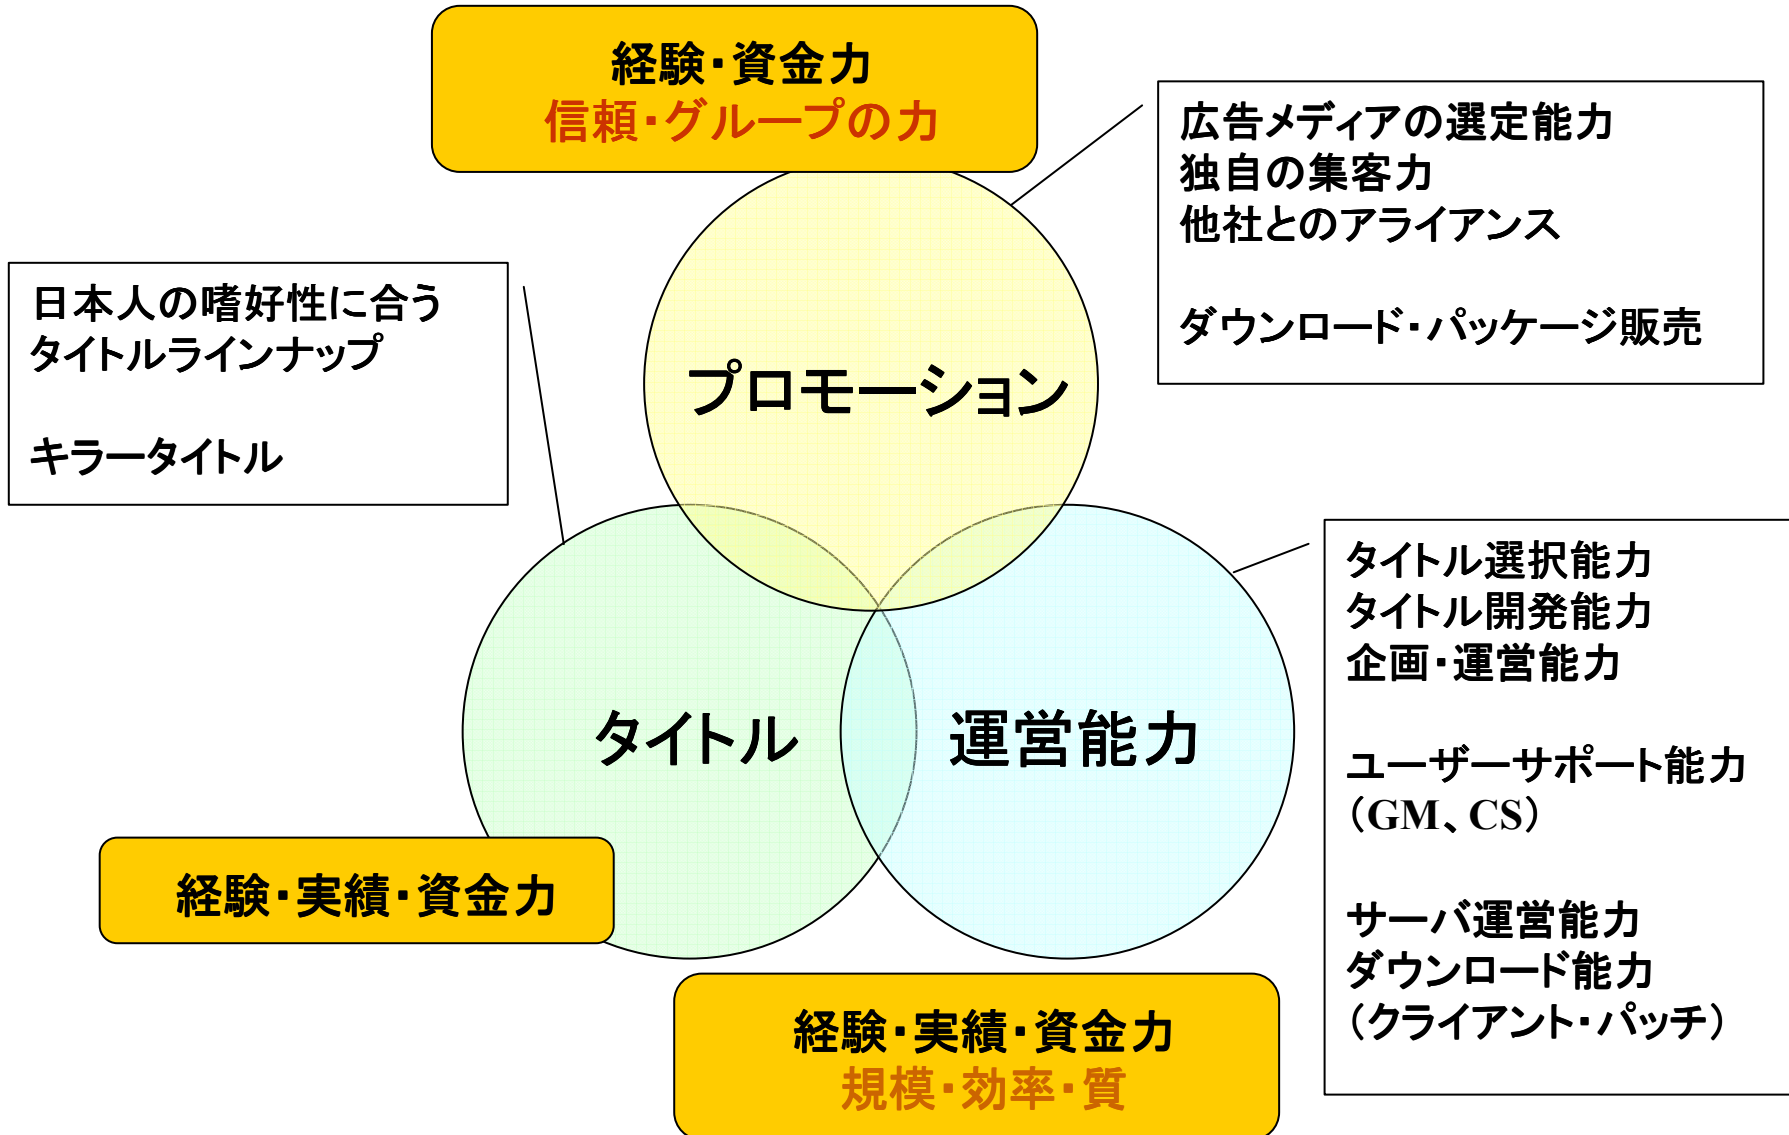 経験・資金力
信頼・グループの力
広告メディアの選定能力
独自の集客力
他社とのアライアンス
ダウンロード・パッケージ販売
日本人の嗜好性に合う
タイトルラインナップ
キラータイトル
プロモーション
タイトル選択能力
タイトル開発能力
企画・運営能力
ユーザーサポート能力
（GM、CS）
サーバ運営能力
ダウンロード能力
（クライアント・パッチ）
タイトル
運営能力
経験・実績・資金力
経験・実績・資金力
規模・効率・質